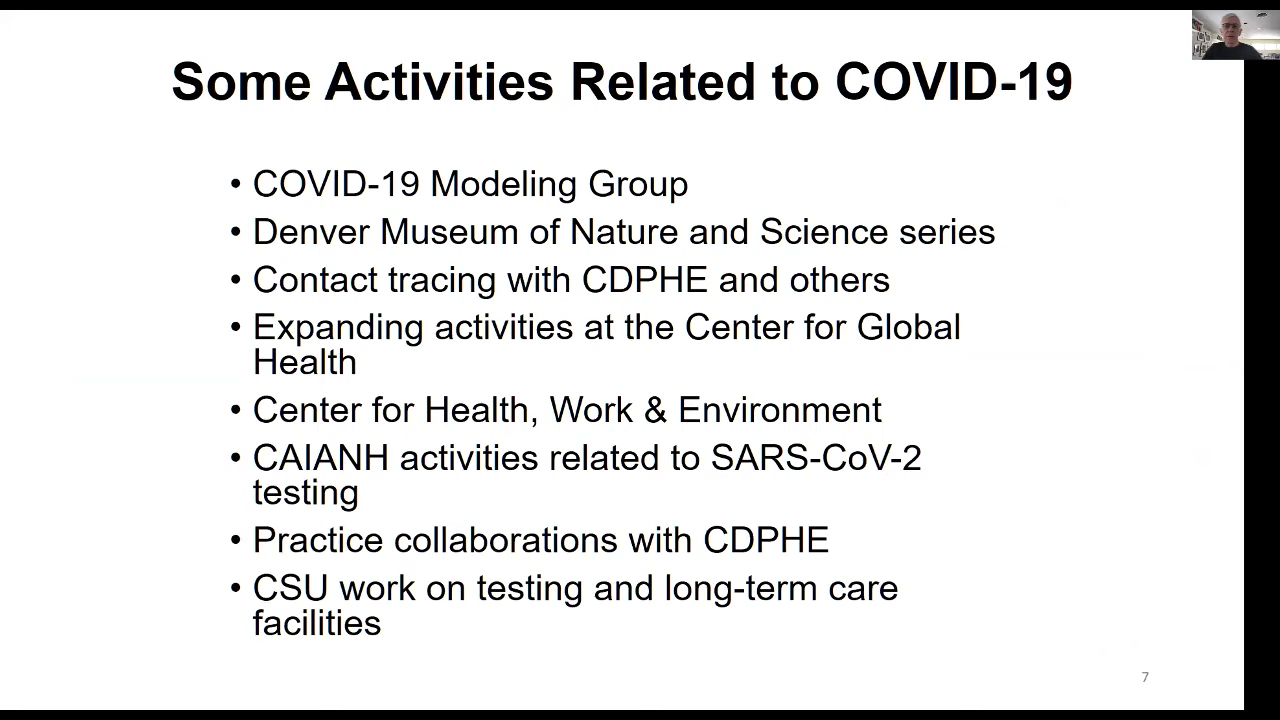 Some Activities Related to COVID-19
• COVID-19 Modeling Group
• Denver Museum of Nature and Science series
• Contact tracing with CDPHE and others
• Expanding activities at the Center for Global
Health
• Center for Health, Work & Environment
• CAIANH activities related to SARS-CoV-2
testing
• Practice collaborations with CDPHE
• CSU work on testing and long-term care
facilities
7